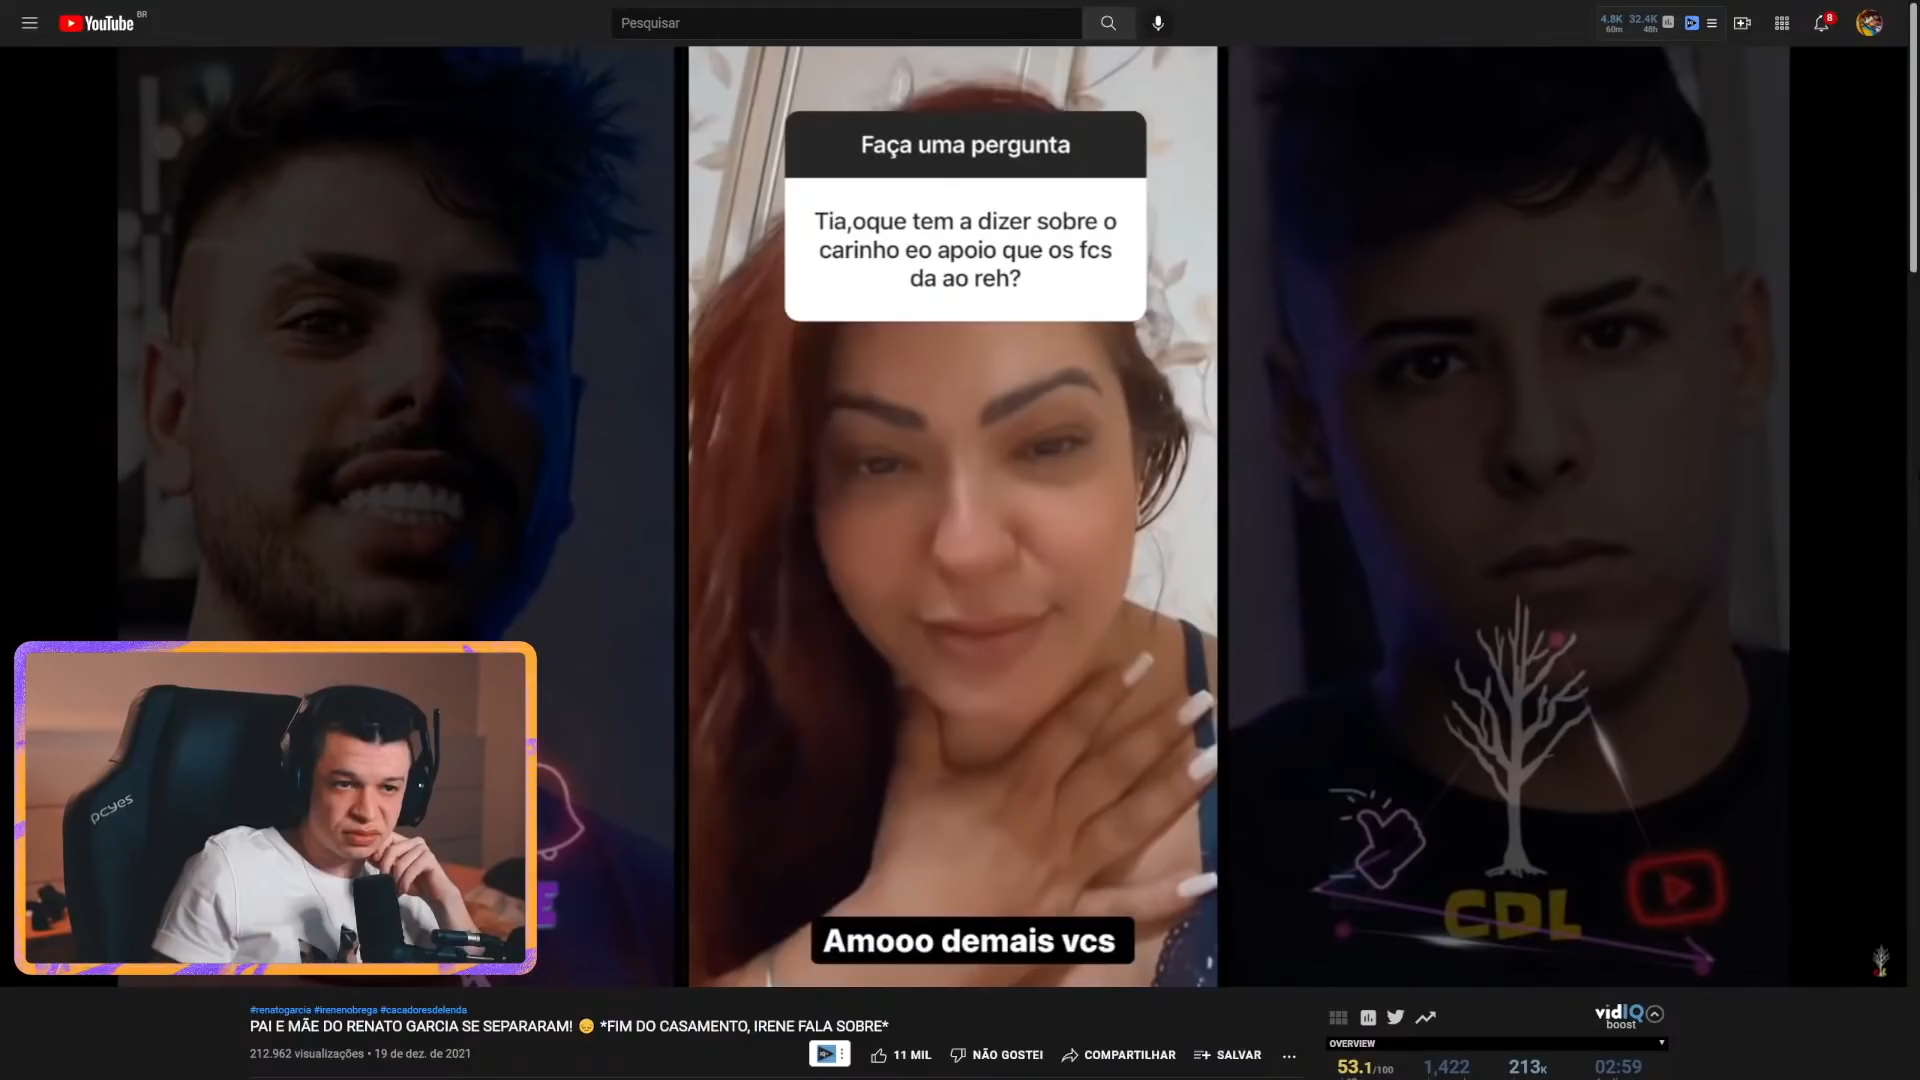 YouTube BR
Pesquisar
4.8K 32.4K
60m 48h
8
Faça uma pergunta
Tia,oque tem a dizer sobre o
carinho eo apoio que os fcs
da ao reh?
pcyes
Amooo demais vcs
CDL
#renatogarcia #irenenobrega #cacadoresdelenda
PAI E MÃE DO RENATO GARCIA SE SEPARARAM! 😔 *FIM DO CASAMENTO, IRENE FALA SOBRE*
212.962 visualizações • 19 de dez. de 2021
11 MIL
NÃO GOSTEI
COMPARTILHAR
SALVAR
vidIQ
boost
OVERVIEW
53.1/100 1,422 213K 02:59